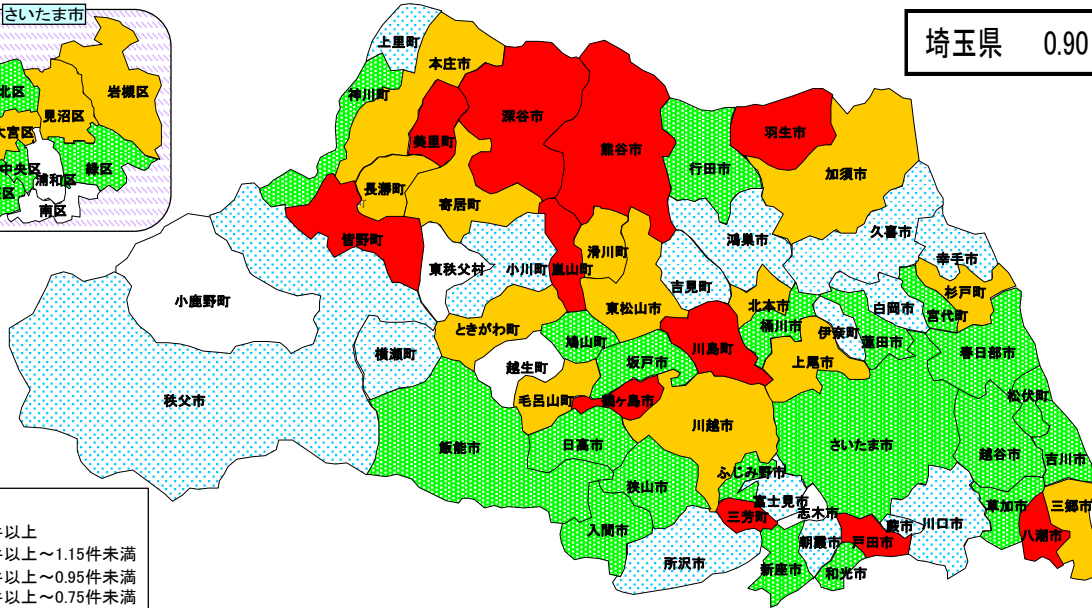 さいたま市
埼玉県 0.90
北区
見沼区
岩槻区
大宮区
中央区
浦和区
緑区
南区
上里町
本庄市
神川町
美里町
深谷市
熊谷市
行田市
羽生市
加須市
長瀞町
寄居町
皆野町
東秩父村
小川町
嵐山町
滑川町
吉見町
鴻巣市
久喜市
幸手市
杉戸町
小鹿野町
ときがわ町
東松山市
北本市
桶川市
伊奈町
白岡市
宮代町
蓮田市
横瀬町
鳩山町
坂戸市
川島町
上尾市
春日部市
越生町
秩父市
毛呂山町
鶴ヶ島市
川越市
松伏町
飯能市
日高市
さいたま市
越谷市
吉川市
ふじみ野市
狭山市
富士見市
志木市
入間市
三芳町
朝霞市
戸田市
蕨市
川口市
草加市
八潮市
三郷市
所沢市
新座市
和光市
件以上
件以上～1.15件未満
件以上～0.95件未満
件以上～0.75件未満